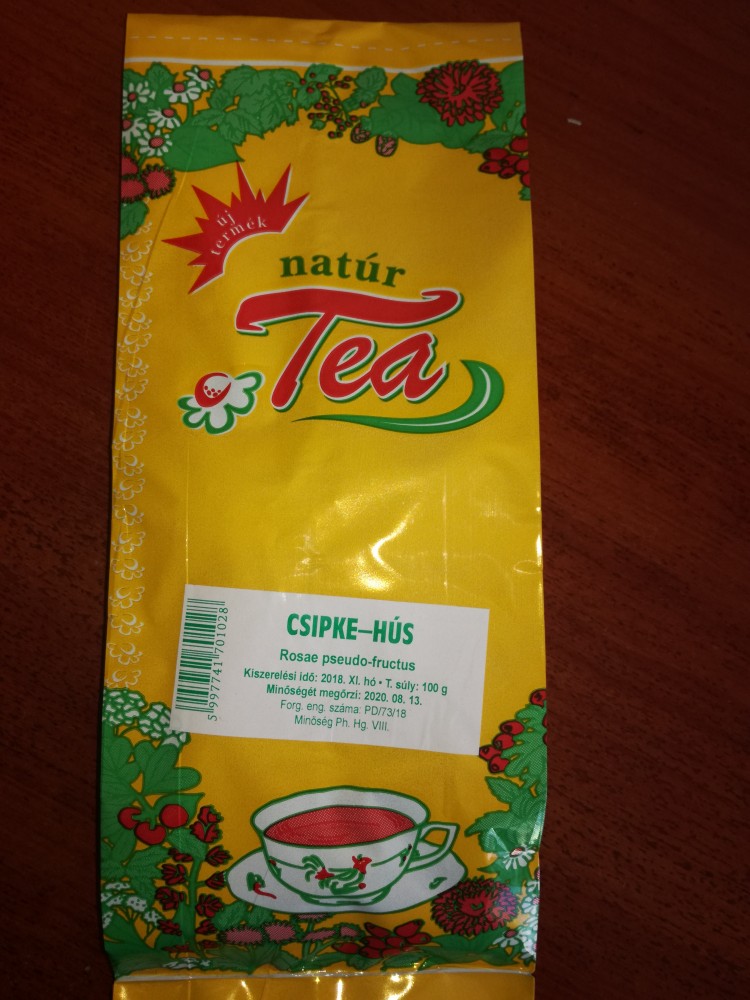 új
termék
natúr
Tea
CSIPKE–HÚS
Rosae pseudo-fructus
Kiszerelési idő: 2018. XI. hó • T. súly: 100 g
Minőségét megőrzi: 2020. 08. 13.
Forg. eng. száma: PD/73/18
Minőség Ph. Hg. VIII.
5 997741 701028